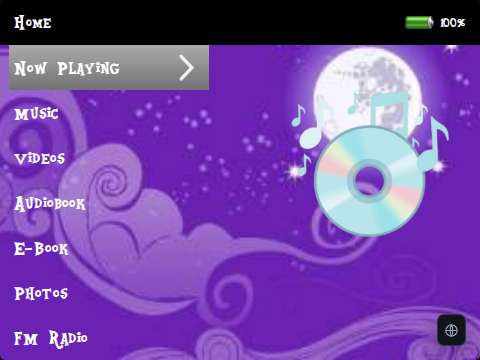 Home
100%
Now Playing
Music
Videos
Audiobook
E-Book
Photos
FM Radio